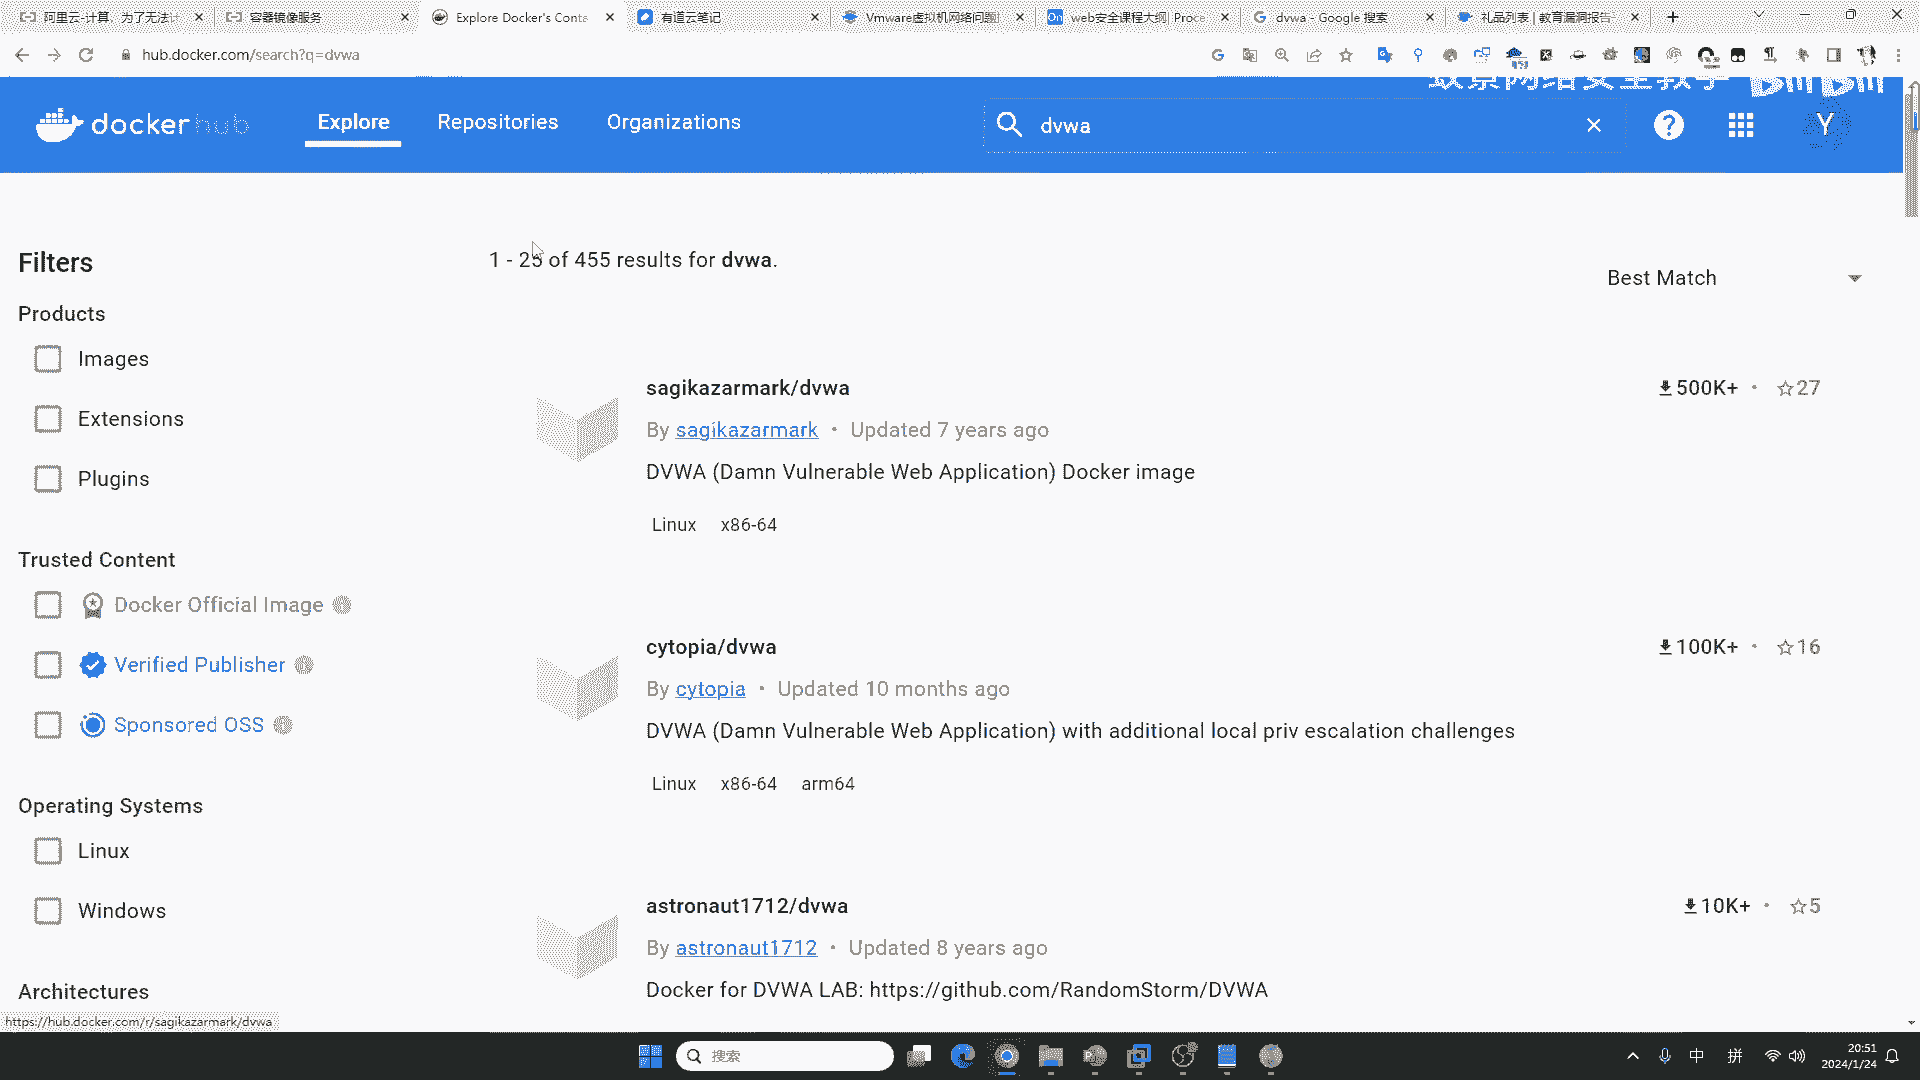 阿里云-计算，为了无法计
容器镜像服务
Explore Docker's Conta
有道云笔记
Vmware虚拟机网络问题
web安全课程大纲| Proce
dvwa - Google 搜索
礼品列表 | 教育漏洞报告
hub.docker.com/search?q=dvwa
docker hub
Explore
Repositories
Organizations
dvwa
Y
Filters
1 - 25 of 455 results for dvwa.
Best Match
Products
Images
Extensions
Plugins
sagikazarmark/dvwa
500K+ • 27
By sagikazarmark • Updated 7 years ago
DVWA (Damn Vulnerable Web Application) Docker image
Linux x86-64
Trusted Content
Docker Official Image
Verified Publisher
Sponsored OSS
cytopia/dvwa
100K+ • 16
By cytopia • Updated 10 months ago
DVWA (Damn Vulnerable Web Application) with additional local priv escalation challenges
Linux x86-64 arm64
Operating Systems
Linux
Windows
astronaut1712/dvwa
10K+ • 5
By astronaut1712 • Updated 8 years ago
Docker for DVWA LAB: https://github.com/RandomStorm/DVWA
Architectures
https://hub.docker.com/r/sagikazarmark/dvwa
搜索
中
拼
20:51
2024/1/24